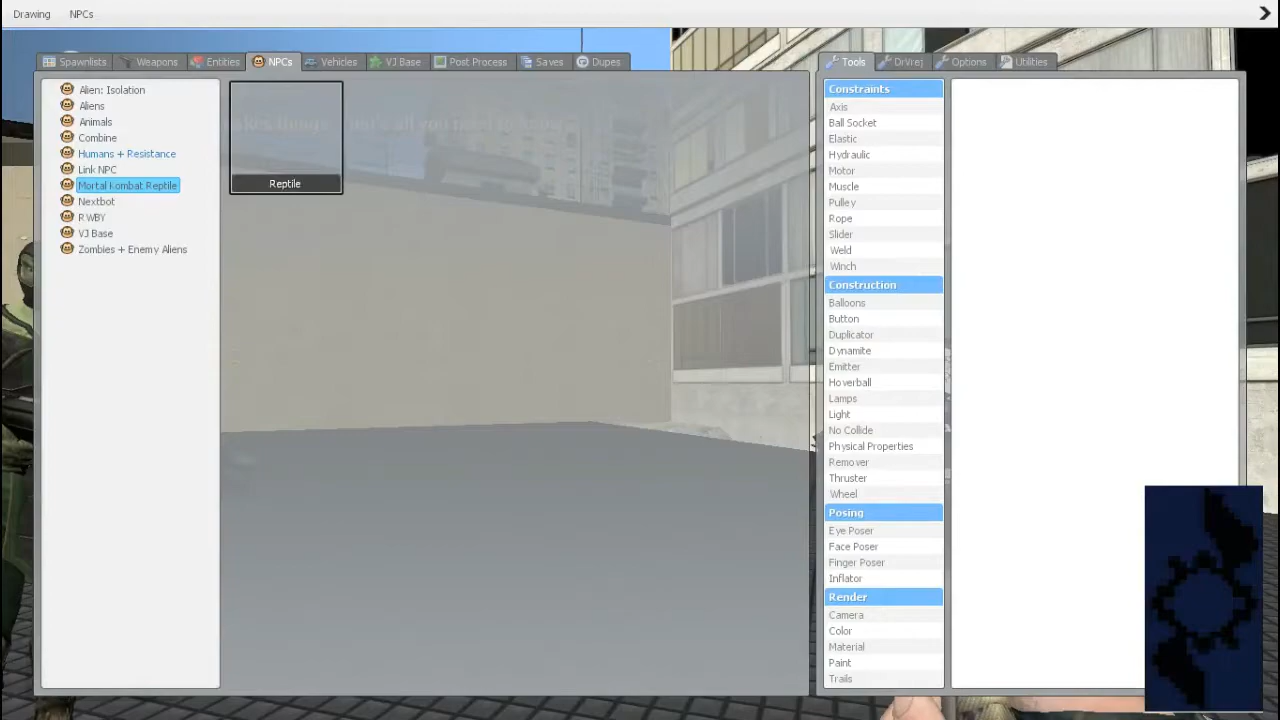 Drawing NPCs
Spawnlists Weapons Entities NPCs Vehicles VJ Base Post Process Saves Dupes
Alien: Isolation
Aliens
Animals
Combine
Humans + Resistance
Link NPC
Mortal Kombat Reptile
Nextbot
RWBY
VJ Base
Zombies + Enemy Aliens
Reptile
Tools DrVrej Options Utilities
Constraints
Axis
Ball Socket
Elastic
Hydraulic
Motor
Muscle
Pulley
Rope
Slider
Weld
Winch
Construction
Balloons
Button
Duplicator
Dynamite
Emitter
Hoverball
Lamps
Light
No Collide
Physical Properties
Remover
Thruster
Wheel
Posing
Eye Poser
Face Poser
Finger Poser
Inflator
Render
Camera
Color
Material
Paint
Trails